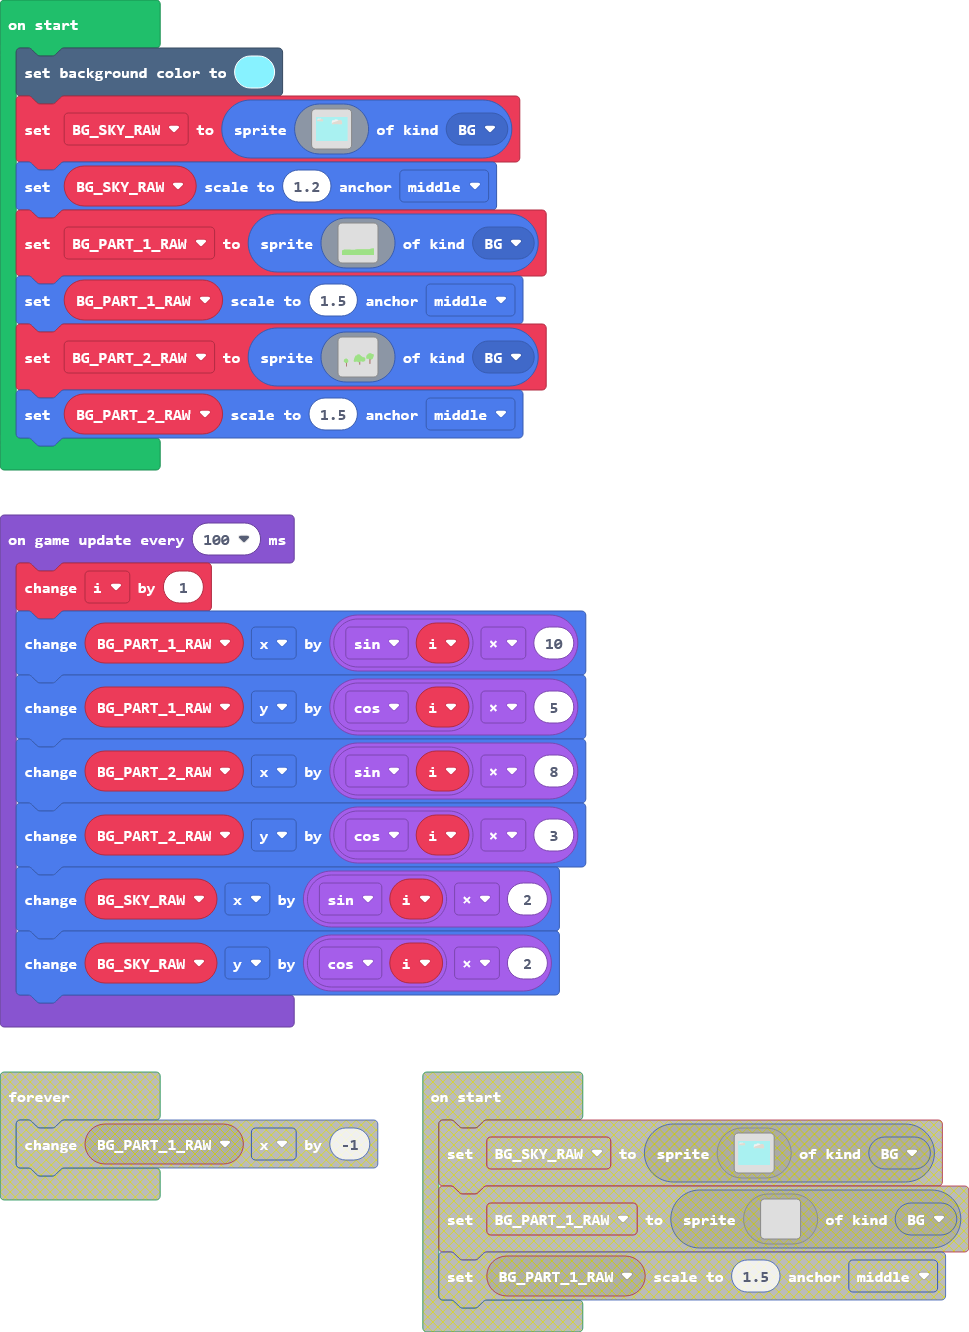 on start
set background color to
set BG_SKY_RAW to sprite of kind BG
set BG_SKY_RAW scale to 1.2 anchor middle
set BG_PART_1_RAW to sprite of kind BG
set BG_PART_1_RAW scale to 1.5 anchor middle
set BG_PART_2_RAW to sprite of kind BG
set BG_PART_2_RAW scale to 1.5 anchor middle
on game update every 100 ms
change i by 1
change BG_PART_1_RAW x by sin i × 10
change BG_PART_1_RAW y by cos i × 5
change BG_PART_2_RAW x by sin i × 8
change BG_PART_2_RAW y by cos i × 3
change BG_SKY_RAW x by sin i × 2
change BG_SKY_RAW y by cos i × 2
forever
change BG_PART_1_RAW x by -1
on start
set BG_SKY_RAW to sprite of kind BG
set BG_PART_1_RAW to sprite of kind BG
set BG_PART_1_RAW scale to 1.5 anchor middle